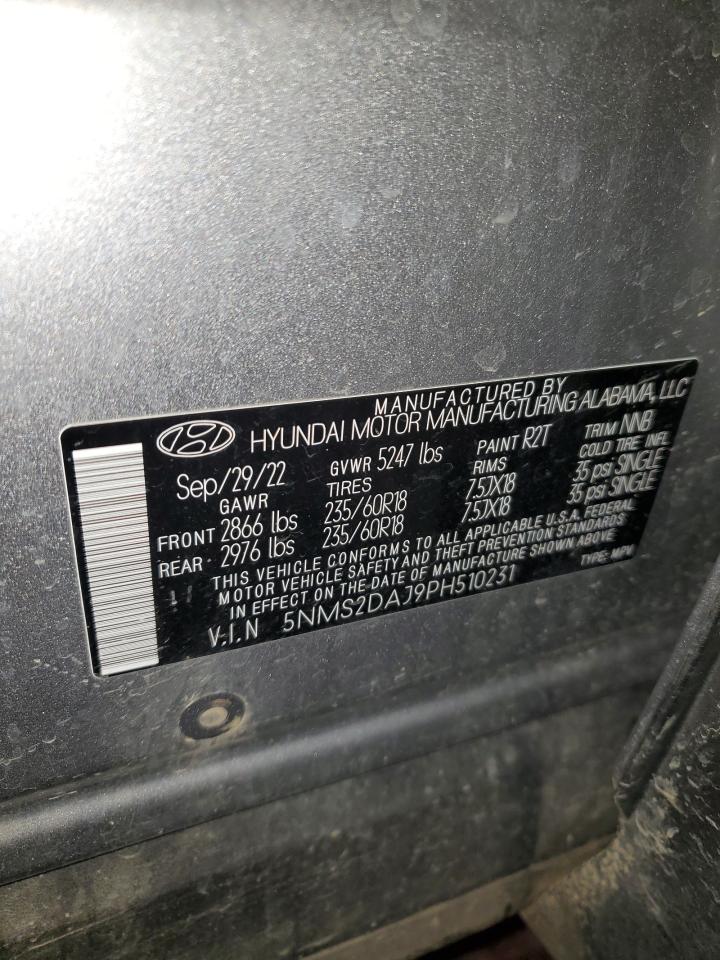 MANUFACTURED BY
HYUNDAI MOTOR MANUFACTURING ALABAMA, LLC
Sep/29/22 GVWR 5247 lbs PAINT R2T TRIM NNB
GAWR TIRES RIMS COLD TIRE INFL
FRONT 2866 lbs 235/60R18 7.5JX18 35 psi SINGLE
REAR 2976 lbs 235/60R18 7.5JX18 35 psi SINGLE
THIS VEHICLE CONFORMS TO ALL APPLICABLE U.S.A. FEDERAL
MOTOR VEHICLE SAFETY AND THEFT PREVENTION STANDARDS
IN EFFECT ON THE DATE OF MANUFACTURE SHOWN ABOVE
V.I.N 5NMS2DAJ9PH510231 TYPE: MPV